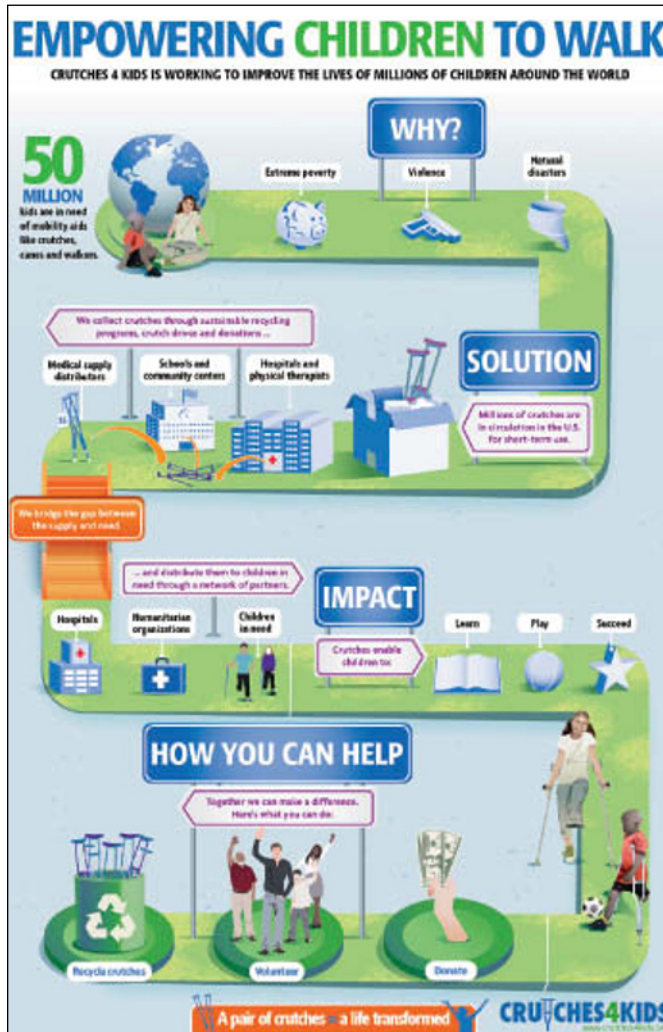 EMPOWERING CHILDREN TO WALK
CRUTCHES 4 KIDS IS WORKING TO IMPROVE THE LIVES OF MILLIONS OF CHILDREN AROUND THE WORLD
WHY?
50
MILLION
kids are in need
of mobility aids
like crutches,
canes and walkers.
Extreme poverty
Violence
Natural
disasters
SOLUTION
Millions of crutches are
in circulation in the U.S.
for short-term use.
We collect crutches through sustainable recycling
programs, crutch drives and donations ...
Medical supply
distributors
Schools and
community centers
Hospitals and
physical therapists
We bridge the gap between
the supply and need.
... and distribute them to children in
need through a network of partners.
Hospitals
Humanitarian
organizations
Children
in need
IMPACT
Crutches enable
children to:
Learn
Play
Succeed
HOW YOU CAN HELP
Together we can make a difference.
Here's what you can do:
Recycle crutches
Volunteer
Donate
A pair of crutches = a life transformed
CRUTCHES4KIDS